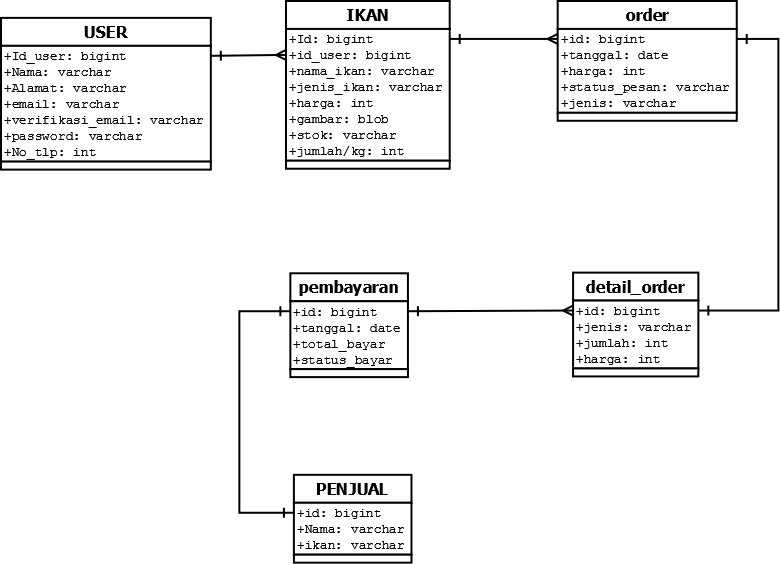 USER
+Id_user: bigint
+Nama: varchar
+Alamat: varchar
+email: varchar
+verifikasi_email: varchar
+password: varchar
+No_tlp: int
IKAN
+Id: bigint
+id_user: bigint
+nama_ikan: varchar
+jenis_ikan: varchar
+harga: int
+gambar: blob
+stok: varchar
+jumlah/kg: int
order
+id: bigint
+tanggal: date
+harga: int
+status_pesan: varchar
+jenis: varchar
pembayaran
+id: bigint
+tanggal: date
+total_bayar
+status_bayar
detail_order
+id: bigint
+jenis: varchar
+jumlah: int
+harga: int
PENJUAL
+id: bigint
+Nama: varchar
+ikan: varchar